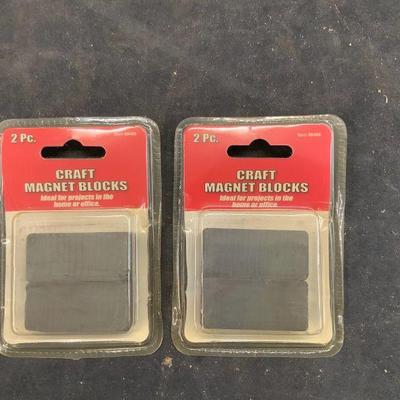 2 Pc.
CRAFT
MAGNET BLOCKS
Ideal for projects in the
home or office.
2 Pc.
CRAFT
MAGNET BLOCKS
Ideal for projects in the
home or office.